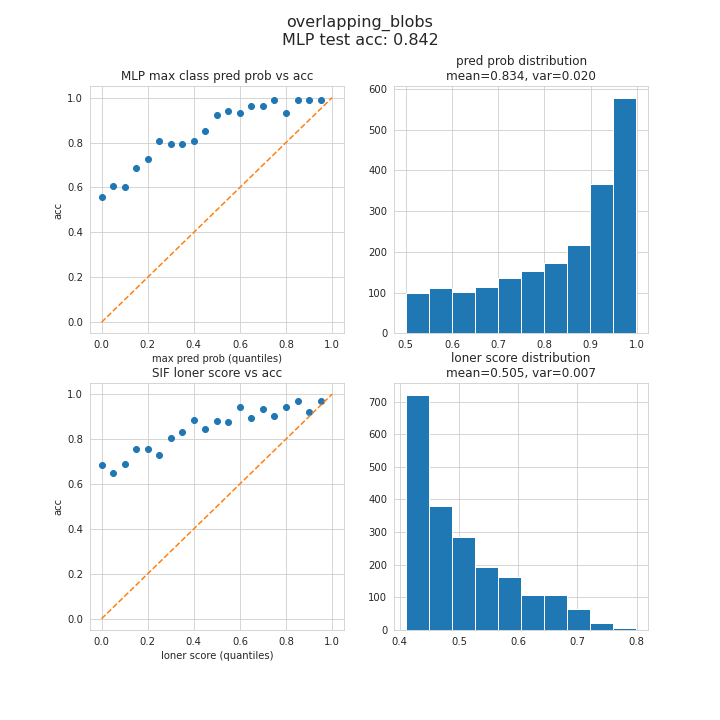 overlapping_blobs
MLP test acc: 0.842
MLP max class pred prob vs acc
1.0
0.8
0.6
0.4
0.2
0.0
acc
0.0 0.2 0.4 0.6 0.8 1.0
max pred prob (quantiles)
pred prob distribution
mean=0.834, var=0.020
600
500
400
300
200
100
0
0.5 0.6 0.7 0.8 0.9 1.0
SIF loner score vs acc
1.0
0.8
0.6
0.4
0.2
0.0
acc
0.0 0.2 0.4 0.6 0.8 1.0
loner score (quantiles)
loner score distribution
mean=0.505, var=0.007
700
600
500
400
300
200
100
0
0.4 0.5 0.6 0.7 0.8